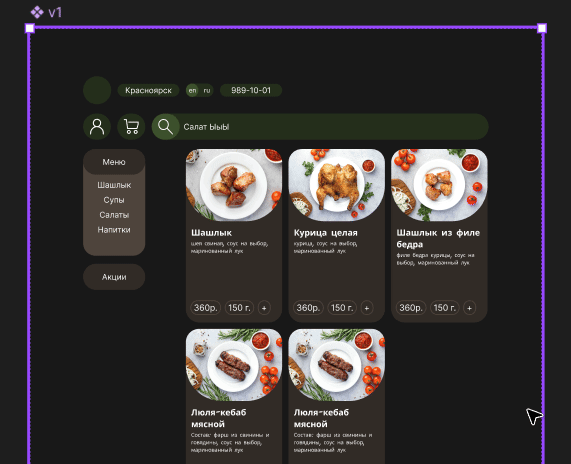 v1
Красноярск
en ru
989-10-01
Салат ЫыЫ
Меню
Шашлык
Супы
Салаты
Напитки
Акции
Шашлык
шея свиная, соус на выбор,
маринованный лук
360р. 150 г. +
Курица целая
курица, соус на выбор,
маринованный лук
360р. 150 г. +
Шашлык из филе
бедра
филе бедра курицы, соус на
выбор, маринованный лук
360р. 150 г. +
Люля-кебаб
мясной
Состав: фарш из свинины и
говядины, соус на выбор,
маринованный лук
Люля-кебаб
мясной
Состав: фарш из свинины и
говядины, соус на выбор,
маринованный лук